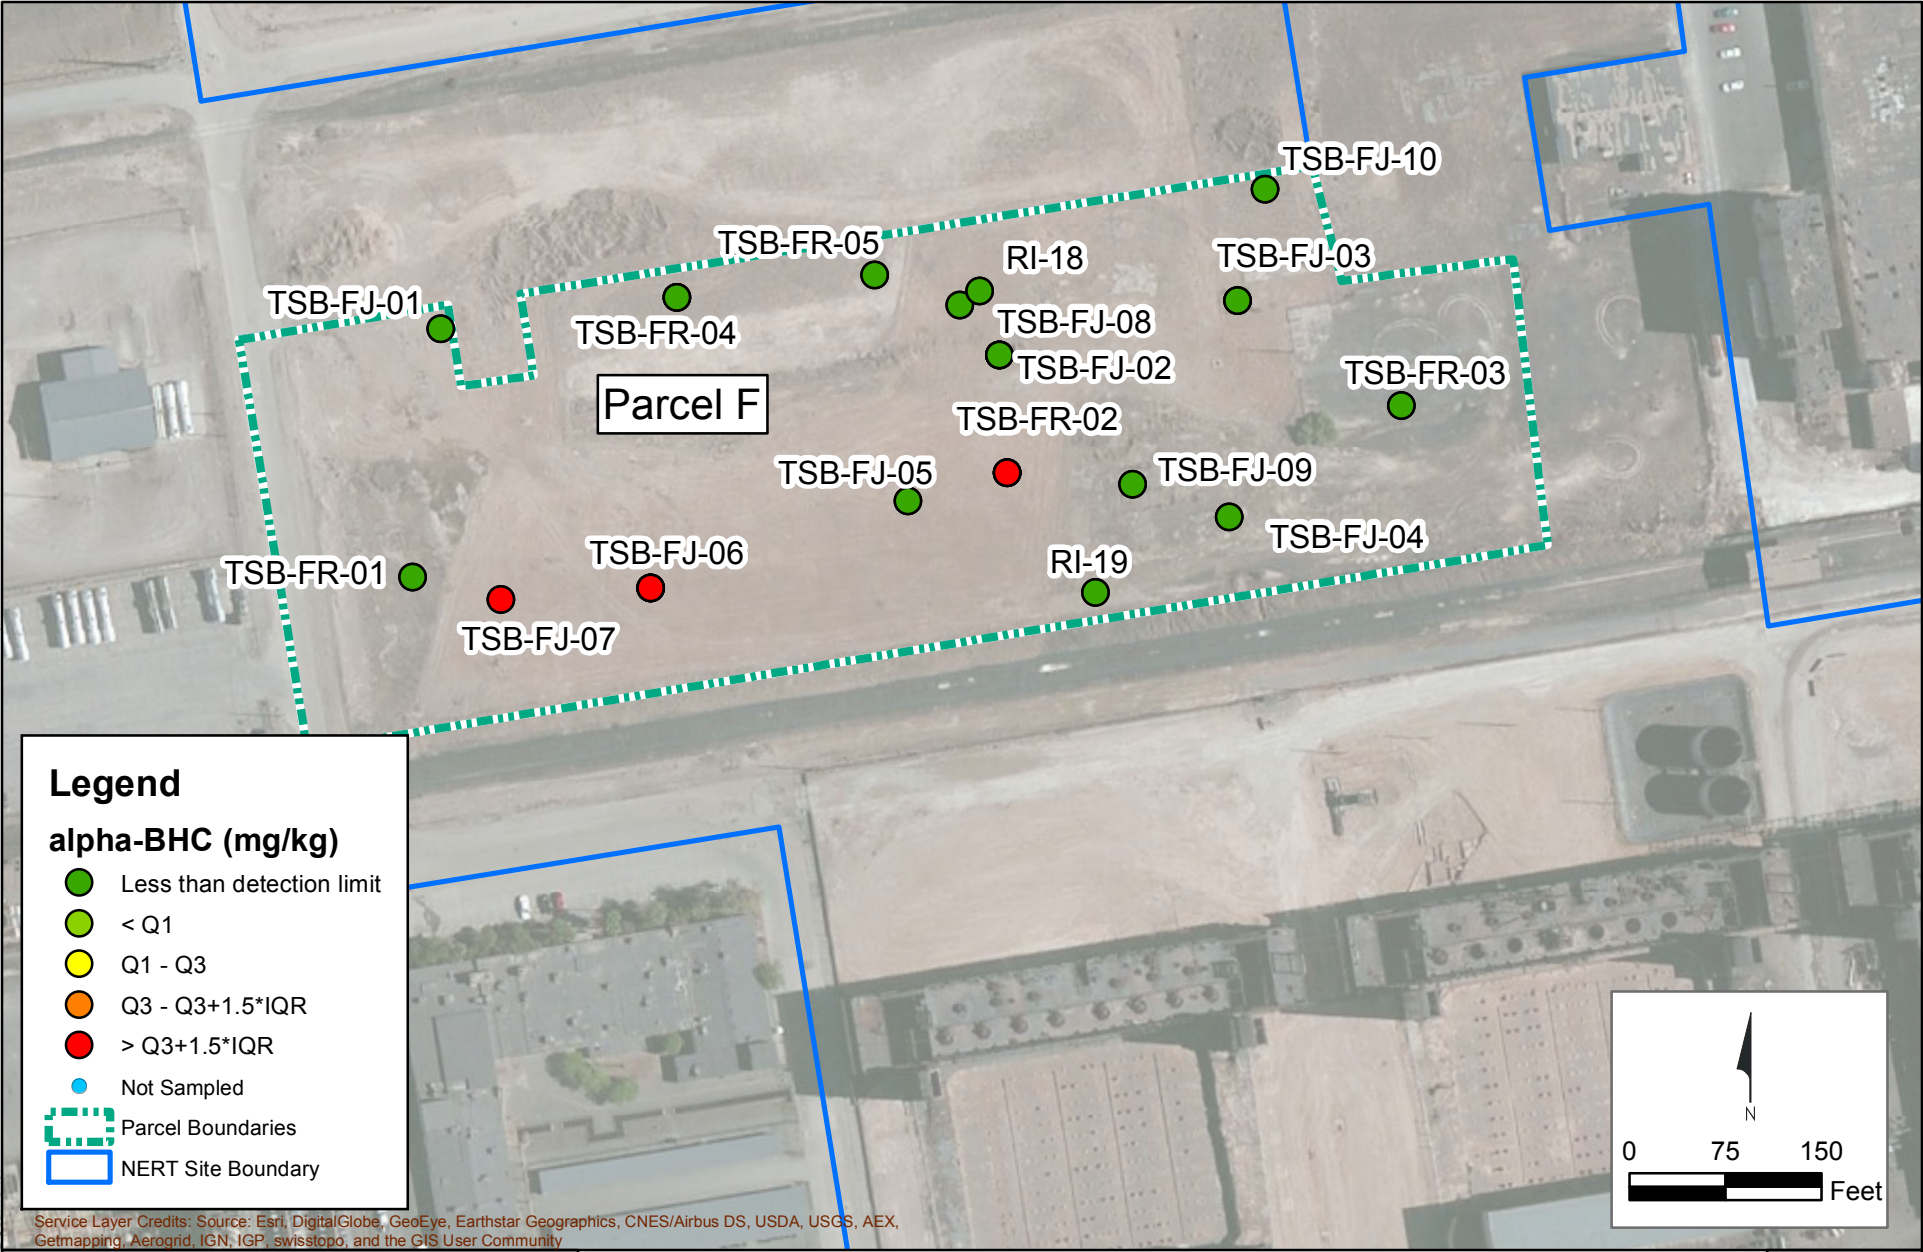 TSB-FJ-10
TSB-FR-05
RI-18
TSB-FJ-03
TSB-FJ-01
TSB-FR-04
TSB-FJ-08
TSB-FJ-02
TSB-FR-03
Parcel F
TSB-FR-02
TSB-FJ-05
TSB-FJ-09
TSB-FJ-04
TSB-FJ-06
RI-19
TSB-FR-01
TSB-FJ-07
Legend
alpha-BHC (mg/kg)
Less than detection limit
< Q1
Q1 - Q3
Q3 - Q3+1.5*IQR
> Q3+1.5*IQR
Not Sampled
Parcel Boundaries
NERT Site Boundary
N
0 75 150
Feet
Service Layer Credits: Source: Esri, DigitalGlobe, GeoEye, Earthstar Geographics, CNES/Airbus DS, USDA, USGS, AEX,
Getmapping, Aerogrid, IGN, IGP, swisstopo, and the GIS User Community